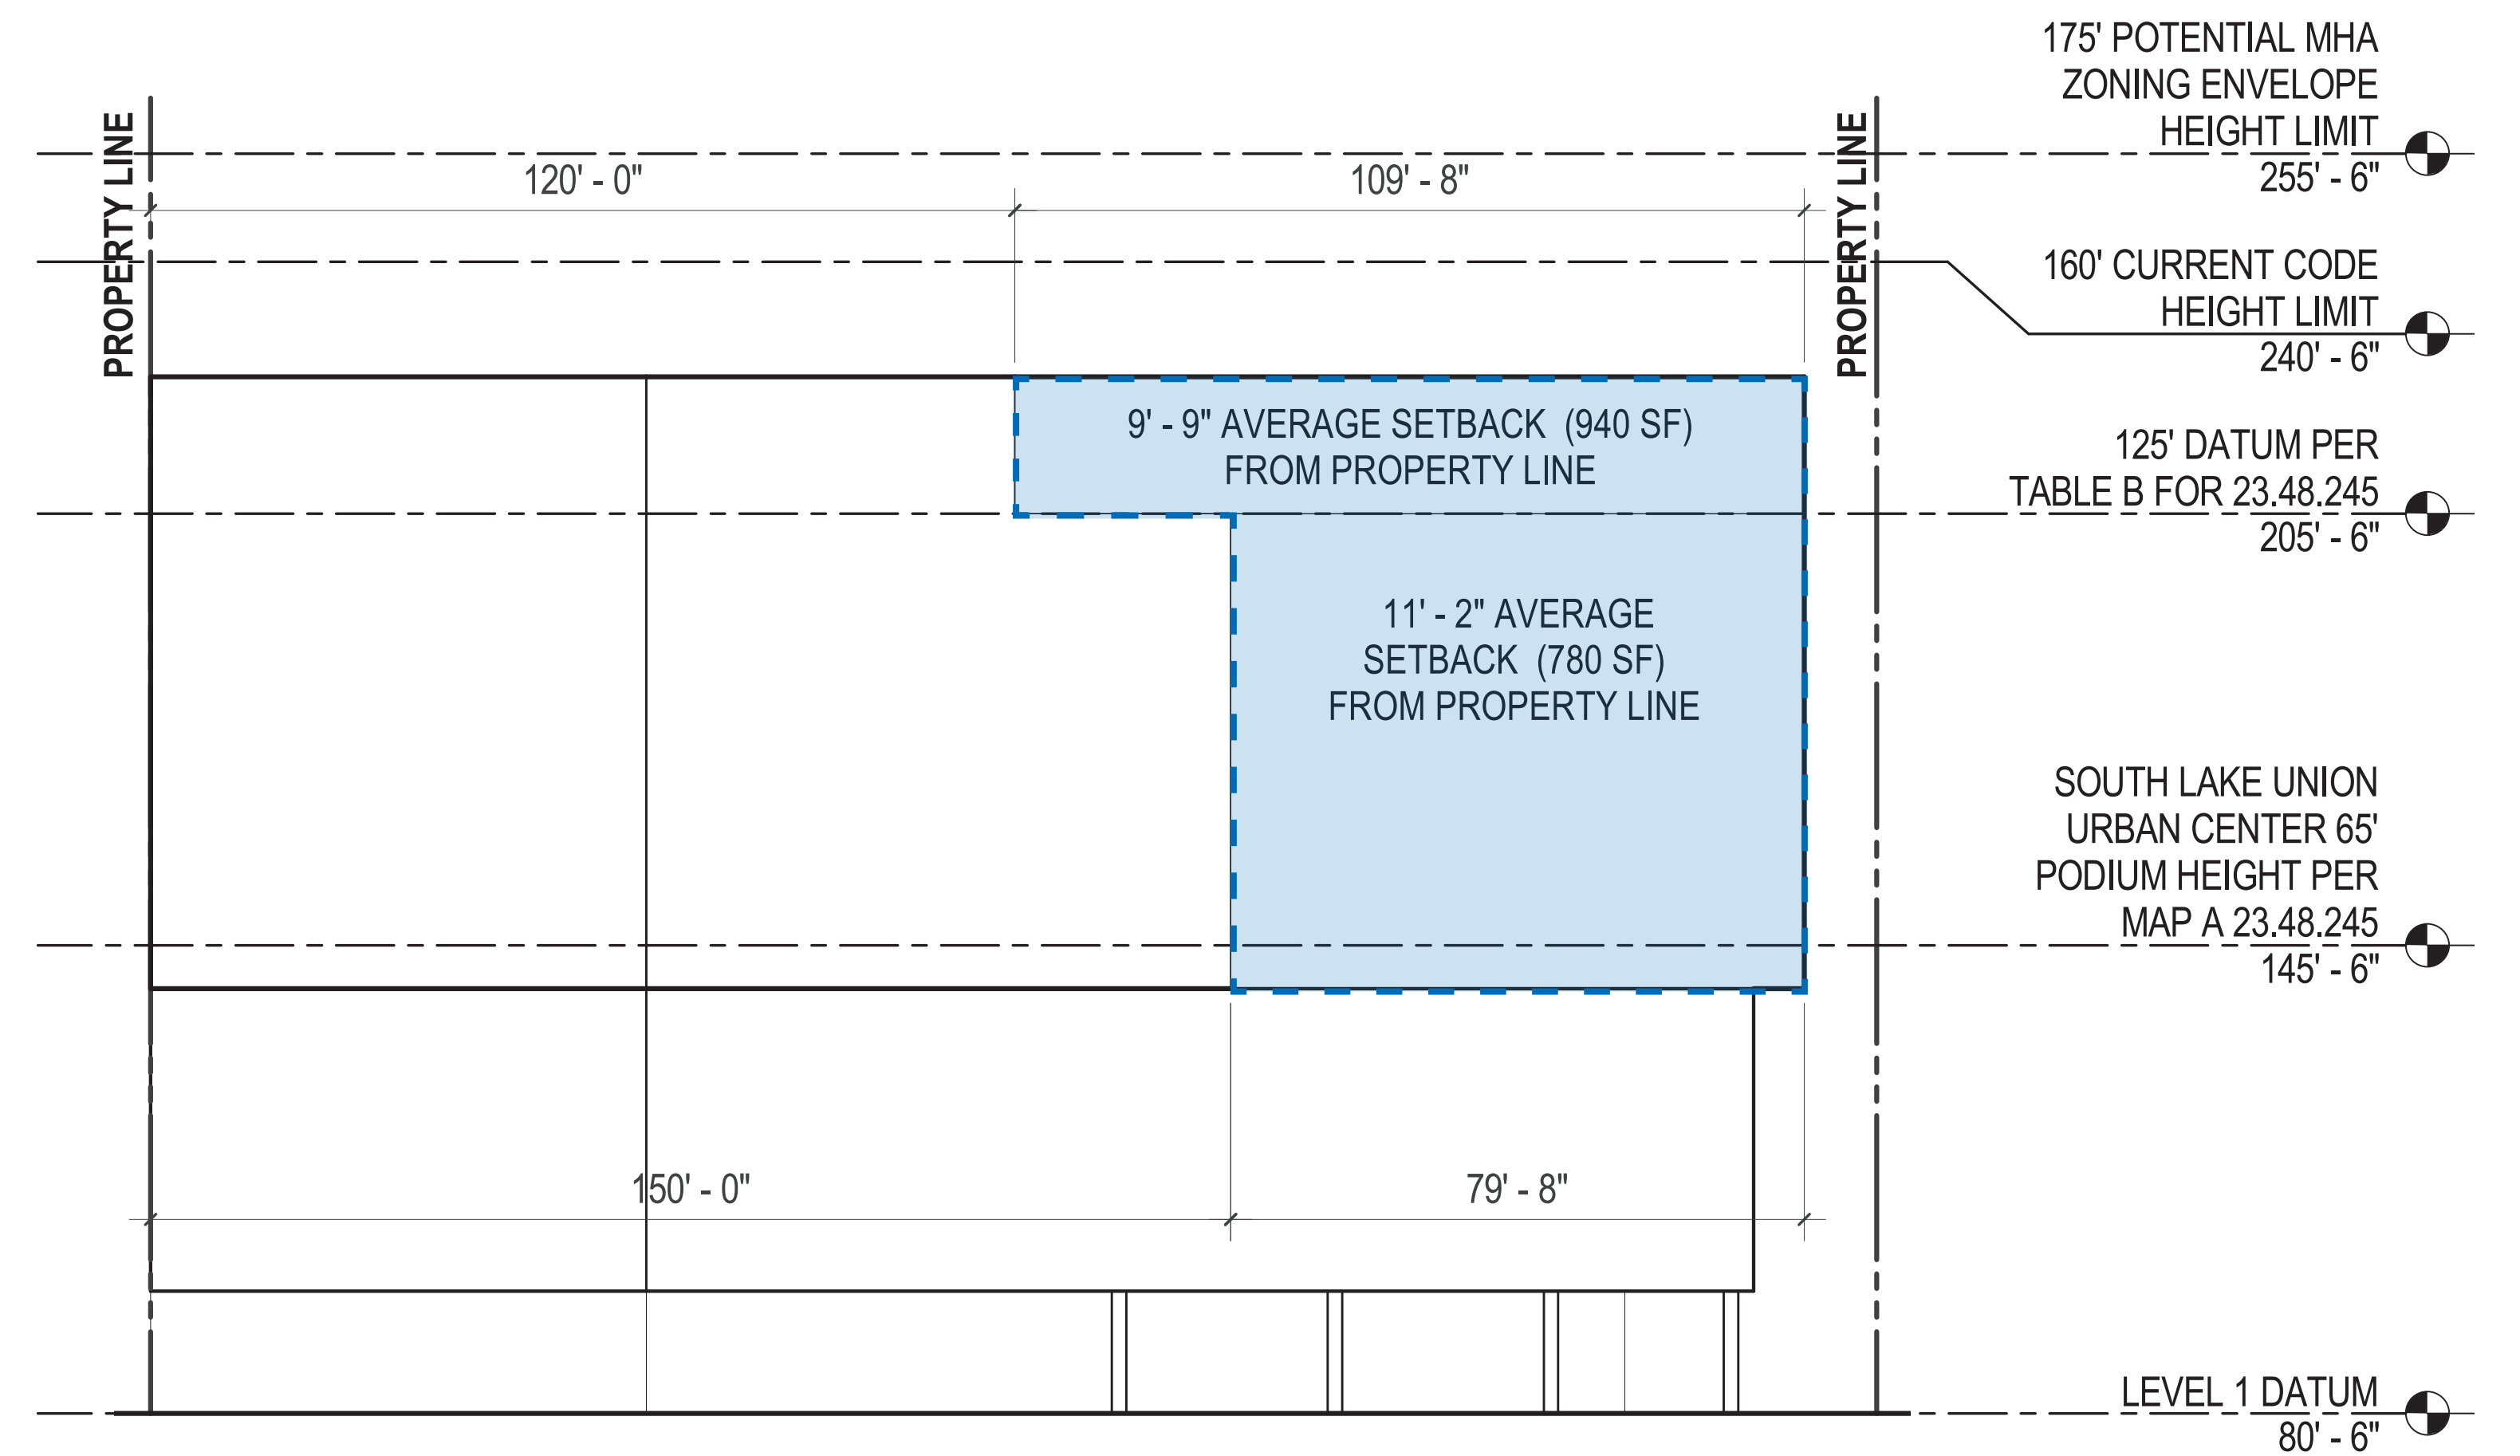 175' POTENTIAL MHA
ZONING ENVELOPE
HEIGHT LIMIT
255' - 6"
PROPERTY LINE
PROPERTY LINE
120' - 0"
109' - 8"
160' CURRENT CODE
HEIGHT LIMIT
240' - 6"
9' - 9" AVERAGE SETBACK (940 SF)
FROM PROPERTY LINE
125' DATUM PER
TABLE B FOR 23.48.245
205' - 6"
11' - 2" AVERAGE
SETBACK (780 SF)
FROM PROPERTY LINE
SOUTH LAKE UNION
URBAN CENTER 65'
PODIUM HEIGHT PER
MAP A 23.48.245
145' - 6"
150' - 0"
79' - 8"
LEVEL 1 DATUM
80' - 6"